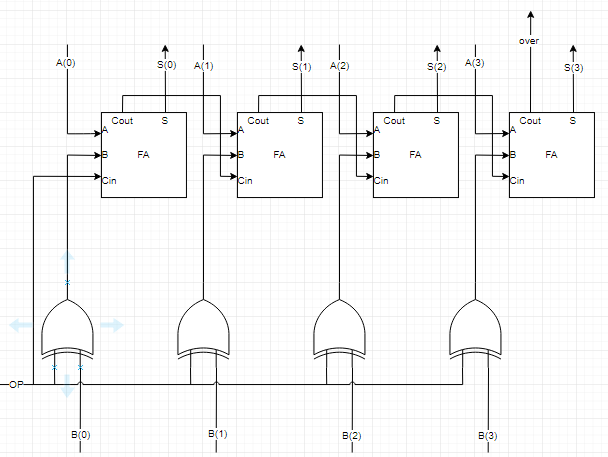 over
A(0) S(0) A(1) S(1) A(2) S(2) A(3) S(3)
Cout S Cout S Cout S Cout S
A A A A
B FA B FA B FA B FA
Cin Cin Cin Cin
OP
B(0) B(1) B(2) B(3)